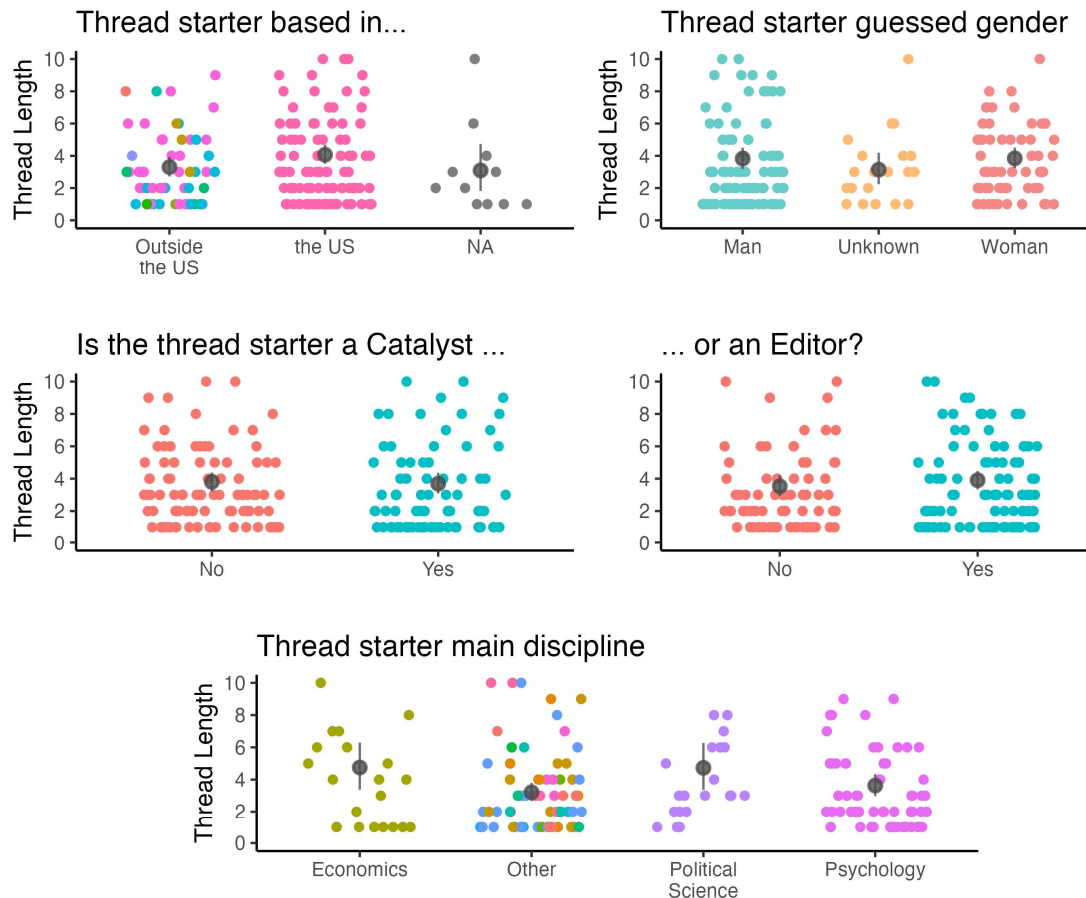 Thread starter based in...
Thread Length
10
8
6
4
2
0
Outside
the US
the US
NA
Thread starter guessed gender
Thread Length
10
8
6
4
2
0
Man
Unknown
Woman
Is the thread starter a Catalyst ...
Thread Length
10
8
6
4
2
0
No
Yes
... or an Editor?
10
8
6
4
2
0
No
Yes
Thread starter main discipline
Thread Length
10
8
6
4
2
0
Economics
Other
Political
Science
Psychology